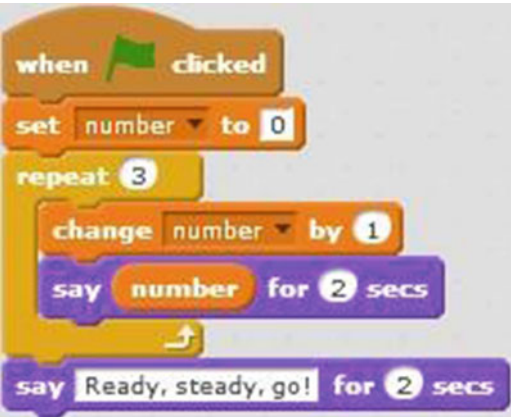 when clicked
set number to 0
repeat 3
change number by 1
say number for 2 secs
say Ready, steady, go! for 2 secs